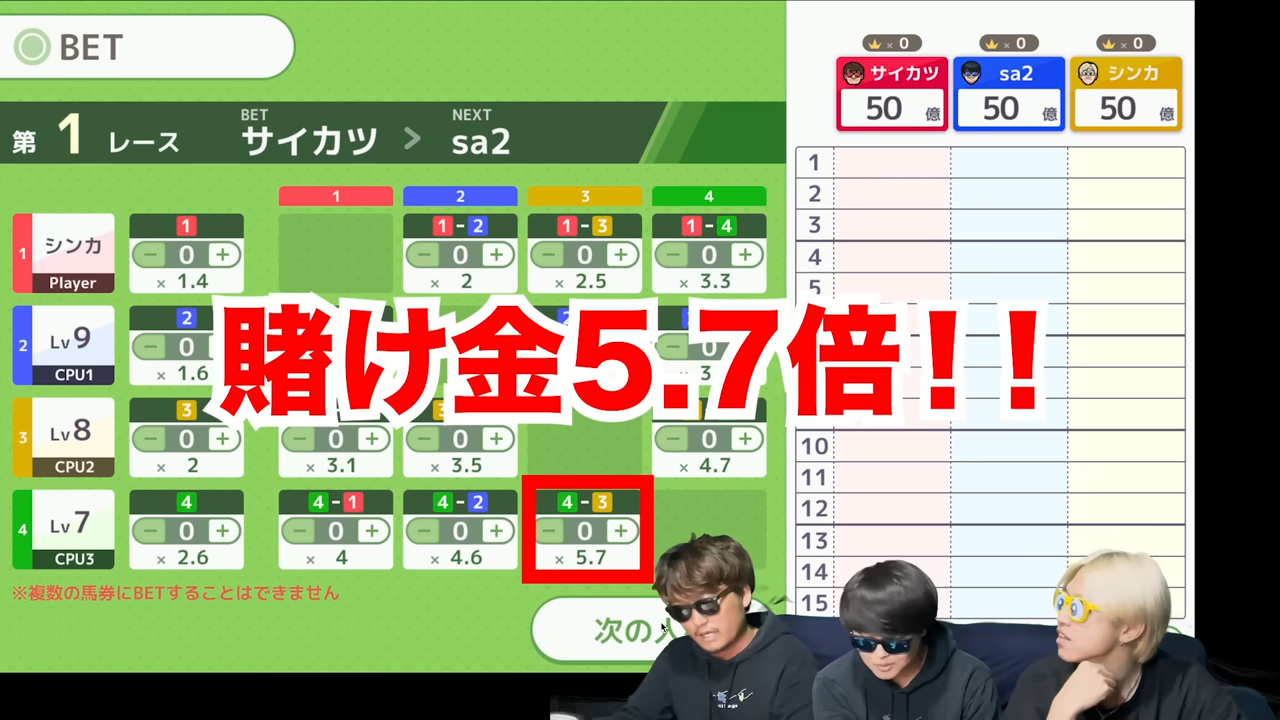 BET
× 0
× 0
× 0
サイカツ
sa2
シンカ
50 億
50 億
50 億
第 1 レース
BET
サイカツ
>
NEXT
sa2
1 2 3 4
1 シンカ Player
1
− 0 +
× 1.4
1-2
− 0 +
× 2
1-3
− 0 +
× 2.5
1-4
− 0 +
× 3.3
2 Lv 9 CPU1
2
− 0
× 1.6
賭け金5.7倍!!
3 Lv 8 CPU2
3
− 0 +
× 2
− 0 +
× 3.1
− 0 +
× 3.5
− 0 +
× 4.7
4 Lv 7 CPU3
4
− 0 +
× 2.6
4-1
− 0 +
× 4
4-2
− 0 +
× 4.6
4-3
− 0 +
× 5.7
※複数の馬券にBETすることはできません
次の人
1
2
3
4
5
10
11
12
13
14
15